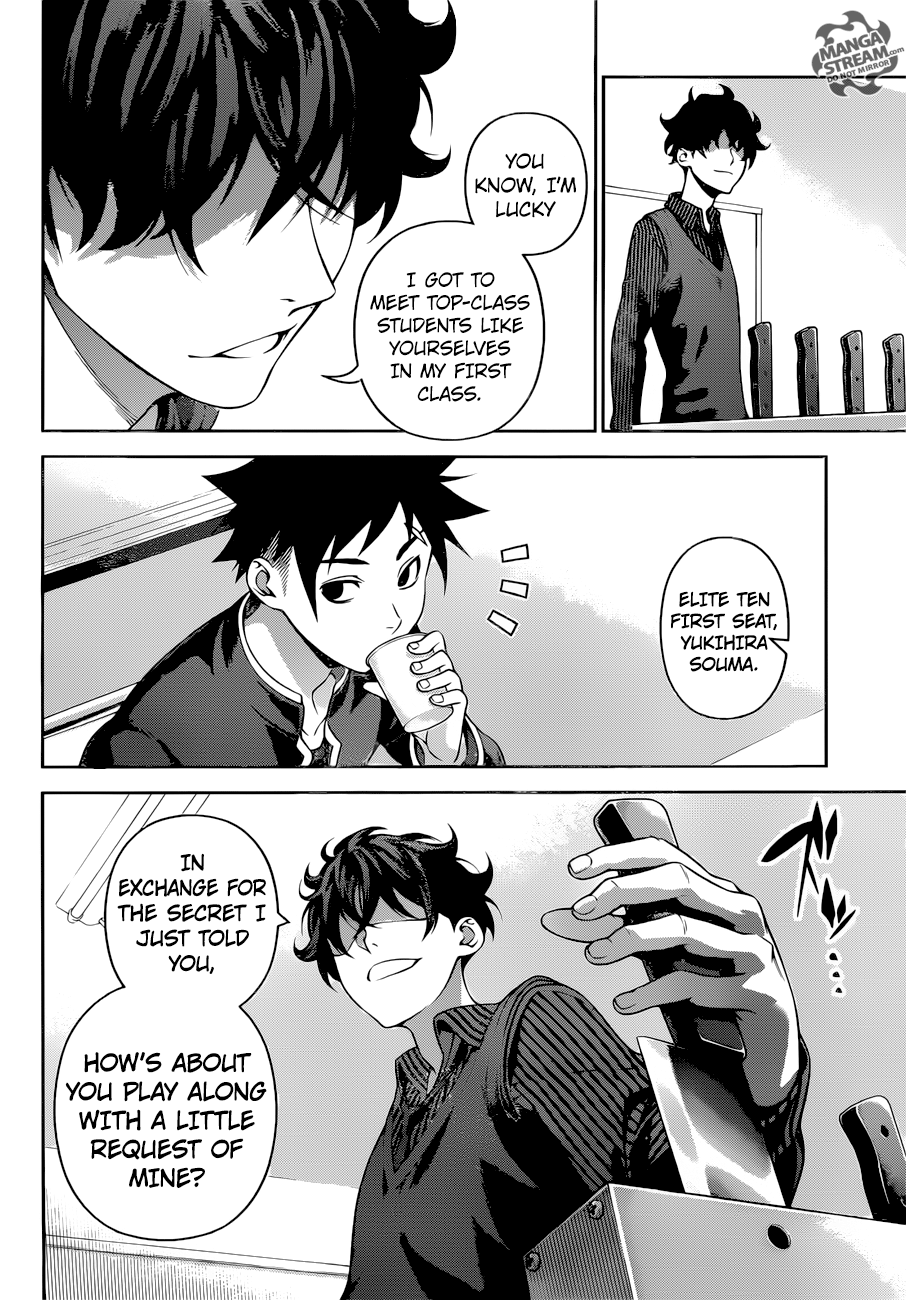 MANGA
STREAM.com
DO NOT MIRROR
YOU
KNOW, I'M
LUCKY
I GOT TO
MEET TOP-CLASS
STUDENTS LIKE
YOURSELVES
IN MY FIRST
CLASS.
ELITE TEN
FIRST SEAT,
YUKIHIRA
SOUMA.
IN
EXCHANGE FOR
THE SECRET I
JUST TOLD
YOU,
HOW'S ABOUT
YOU PLAY ALONG
WITH A LITTLE
REQUEST OF
MINE?